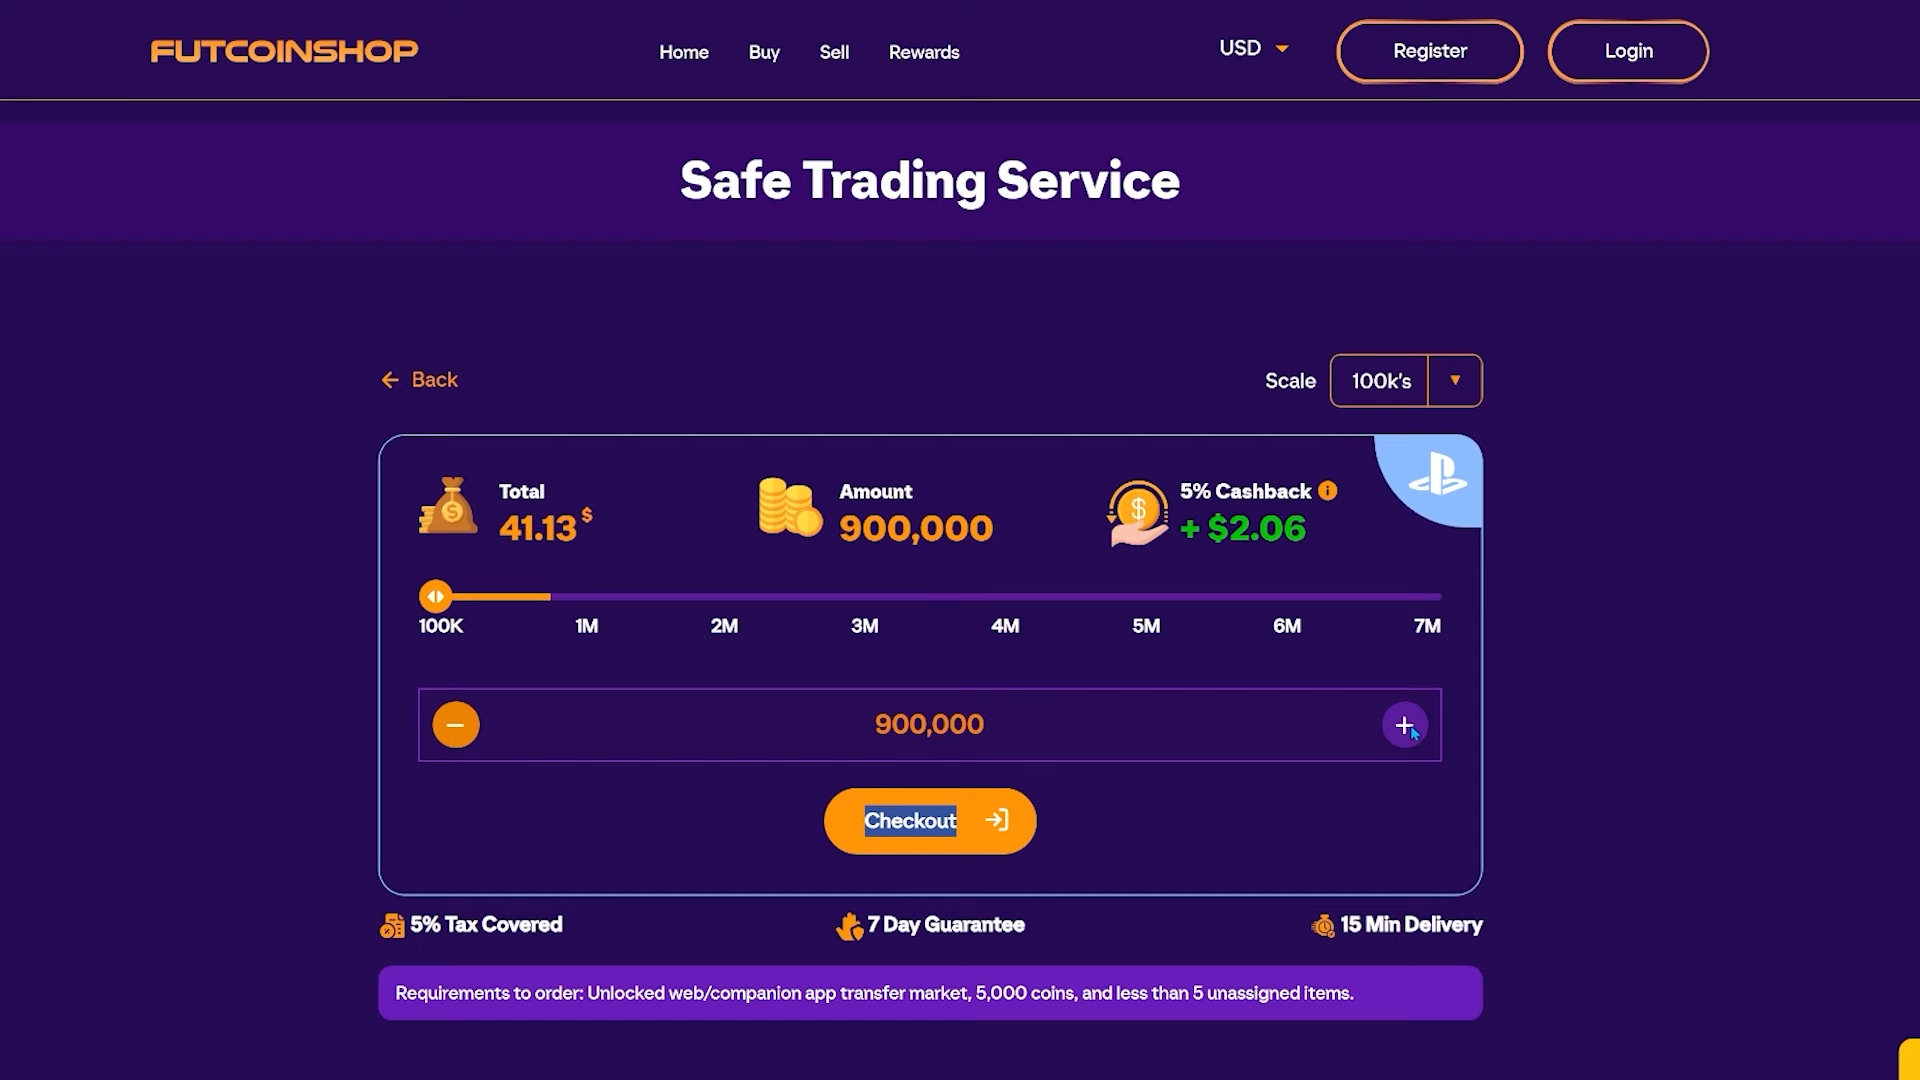 FUTCOINSHOP
Home
Buy
Sell
Rewards
USD
Register
Login
Safe Trading Service
Back
Scale
100k's
Total
41.13 $
Amount
900,000
5% Cashback
+ $2.06
100K
1M
2M
3M
4M
5M
6M
7M
900,000
Checkout
5% Tax Covered
7 Day Guarantee
15 Min Delivery
Requirements to order: Unlocked web/companion app transfer market, 5,000 coins, and less than 5 unassigned items.